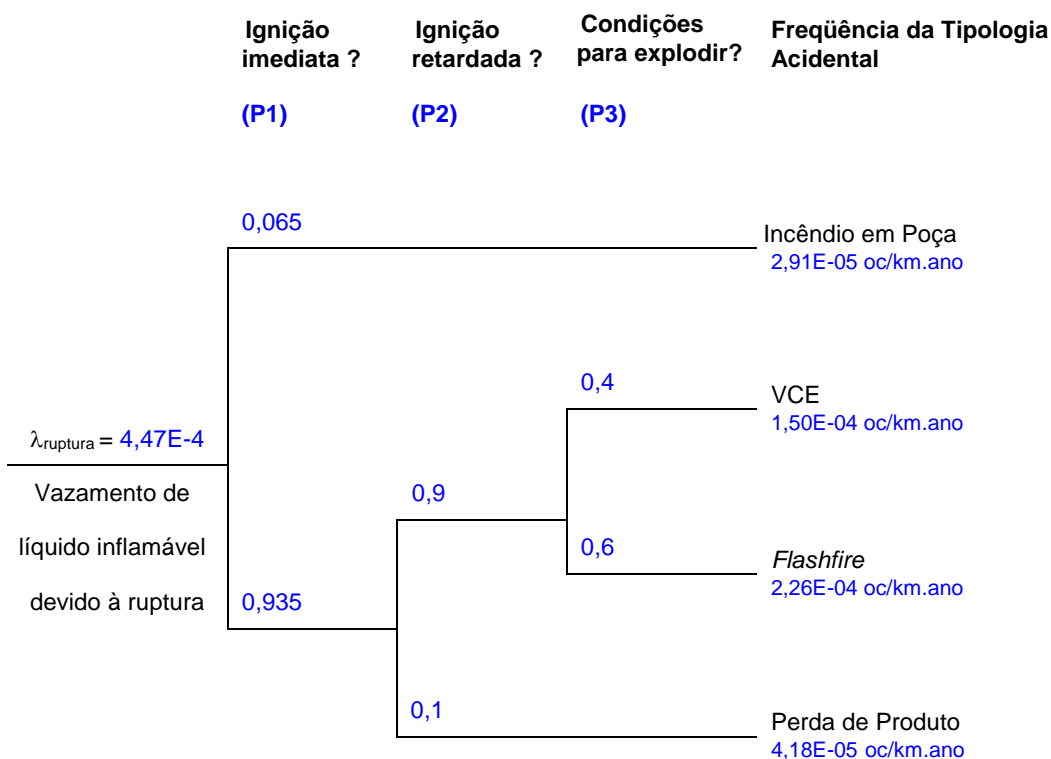 Ignição
imediata ?
(P1)
Ignição
retardada ?
(P2)
Condições
para explodir?
(P3)
Freqüência da Tipologia
Acidental
0,065
Incêndio em Poça
2,91E-05 oc/km.ano
0,4
VCE
1,50E-04 oc/km.ano
λruptura = 4,47E-4
Vazamento de
líquido inflamável
devido à ruptura
0,9
0,6
Flashfire
2,26E-04 oc/km.ano
0,935
0,1
Perda de Produto
4,18E-05 oc/km.ano